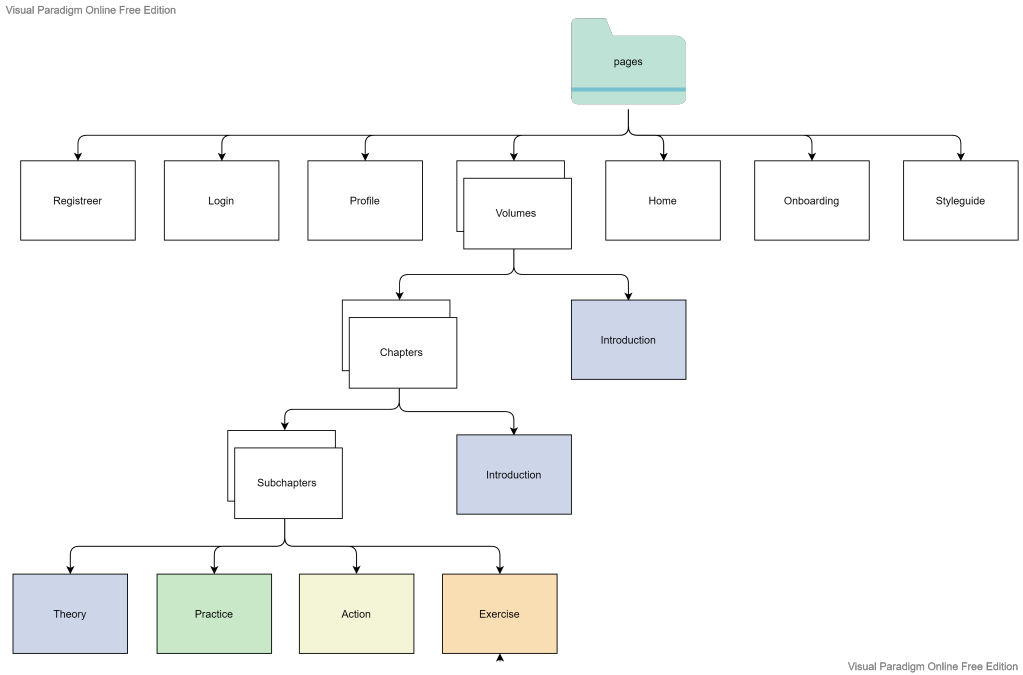 Visual Paradigm Online Free Edition
pages
Registreer
Login
Profile
Volumes
Home
Onboarding
Styleguide
Chapters
Introduction
Subchapters
Introduction
Theory
Practice
Action
Exercise
Visual Paradigm Online Free Edition